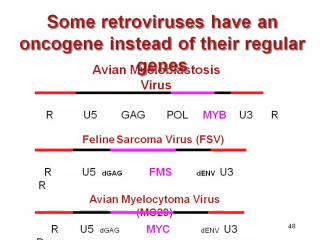 Some retroviruses have an
oncogene instead of their regular
genes
Avian Myeloblastosis
Virus
R U5 GAG POL MYB U3 R
Feline Sarcoma Virus (FSV)
R U5 dGAG FMS dENV U3
R
Avian Myelocytoma Virus
(MC29)
R U5 dGAG MYC dENV U3
R
48